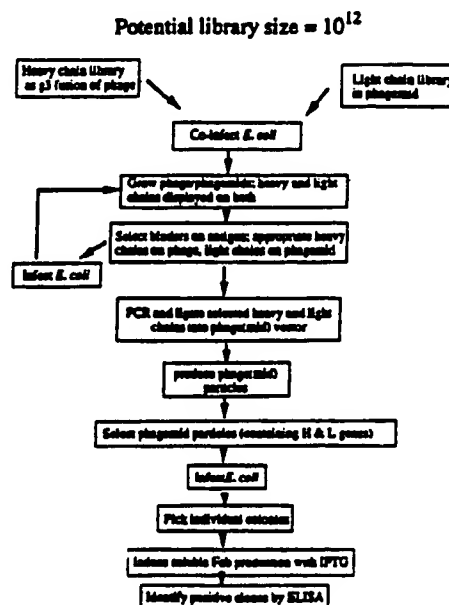 Potential library size = 10^12
Heavy chain library
as g3 fusion of phage
Light chain library
in phagemid
Co-infect E. coli
Grow phage/phagemids; heavy and light
chains displayed on both
Select binders on antigen; appropriate heavy
chains on phage, light chains on phagemid
Infect E. coli
PCR and ligate selected heavy and light
chains into phage(mid) vector
produce phage(mid)
particles
Select phagemid particles (containing H & L genes)
Infect E. coli
Pick individual colonies
Induce soluble Fab production with IPTG
Identify positive clones by ELISA